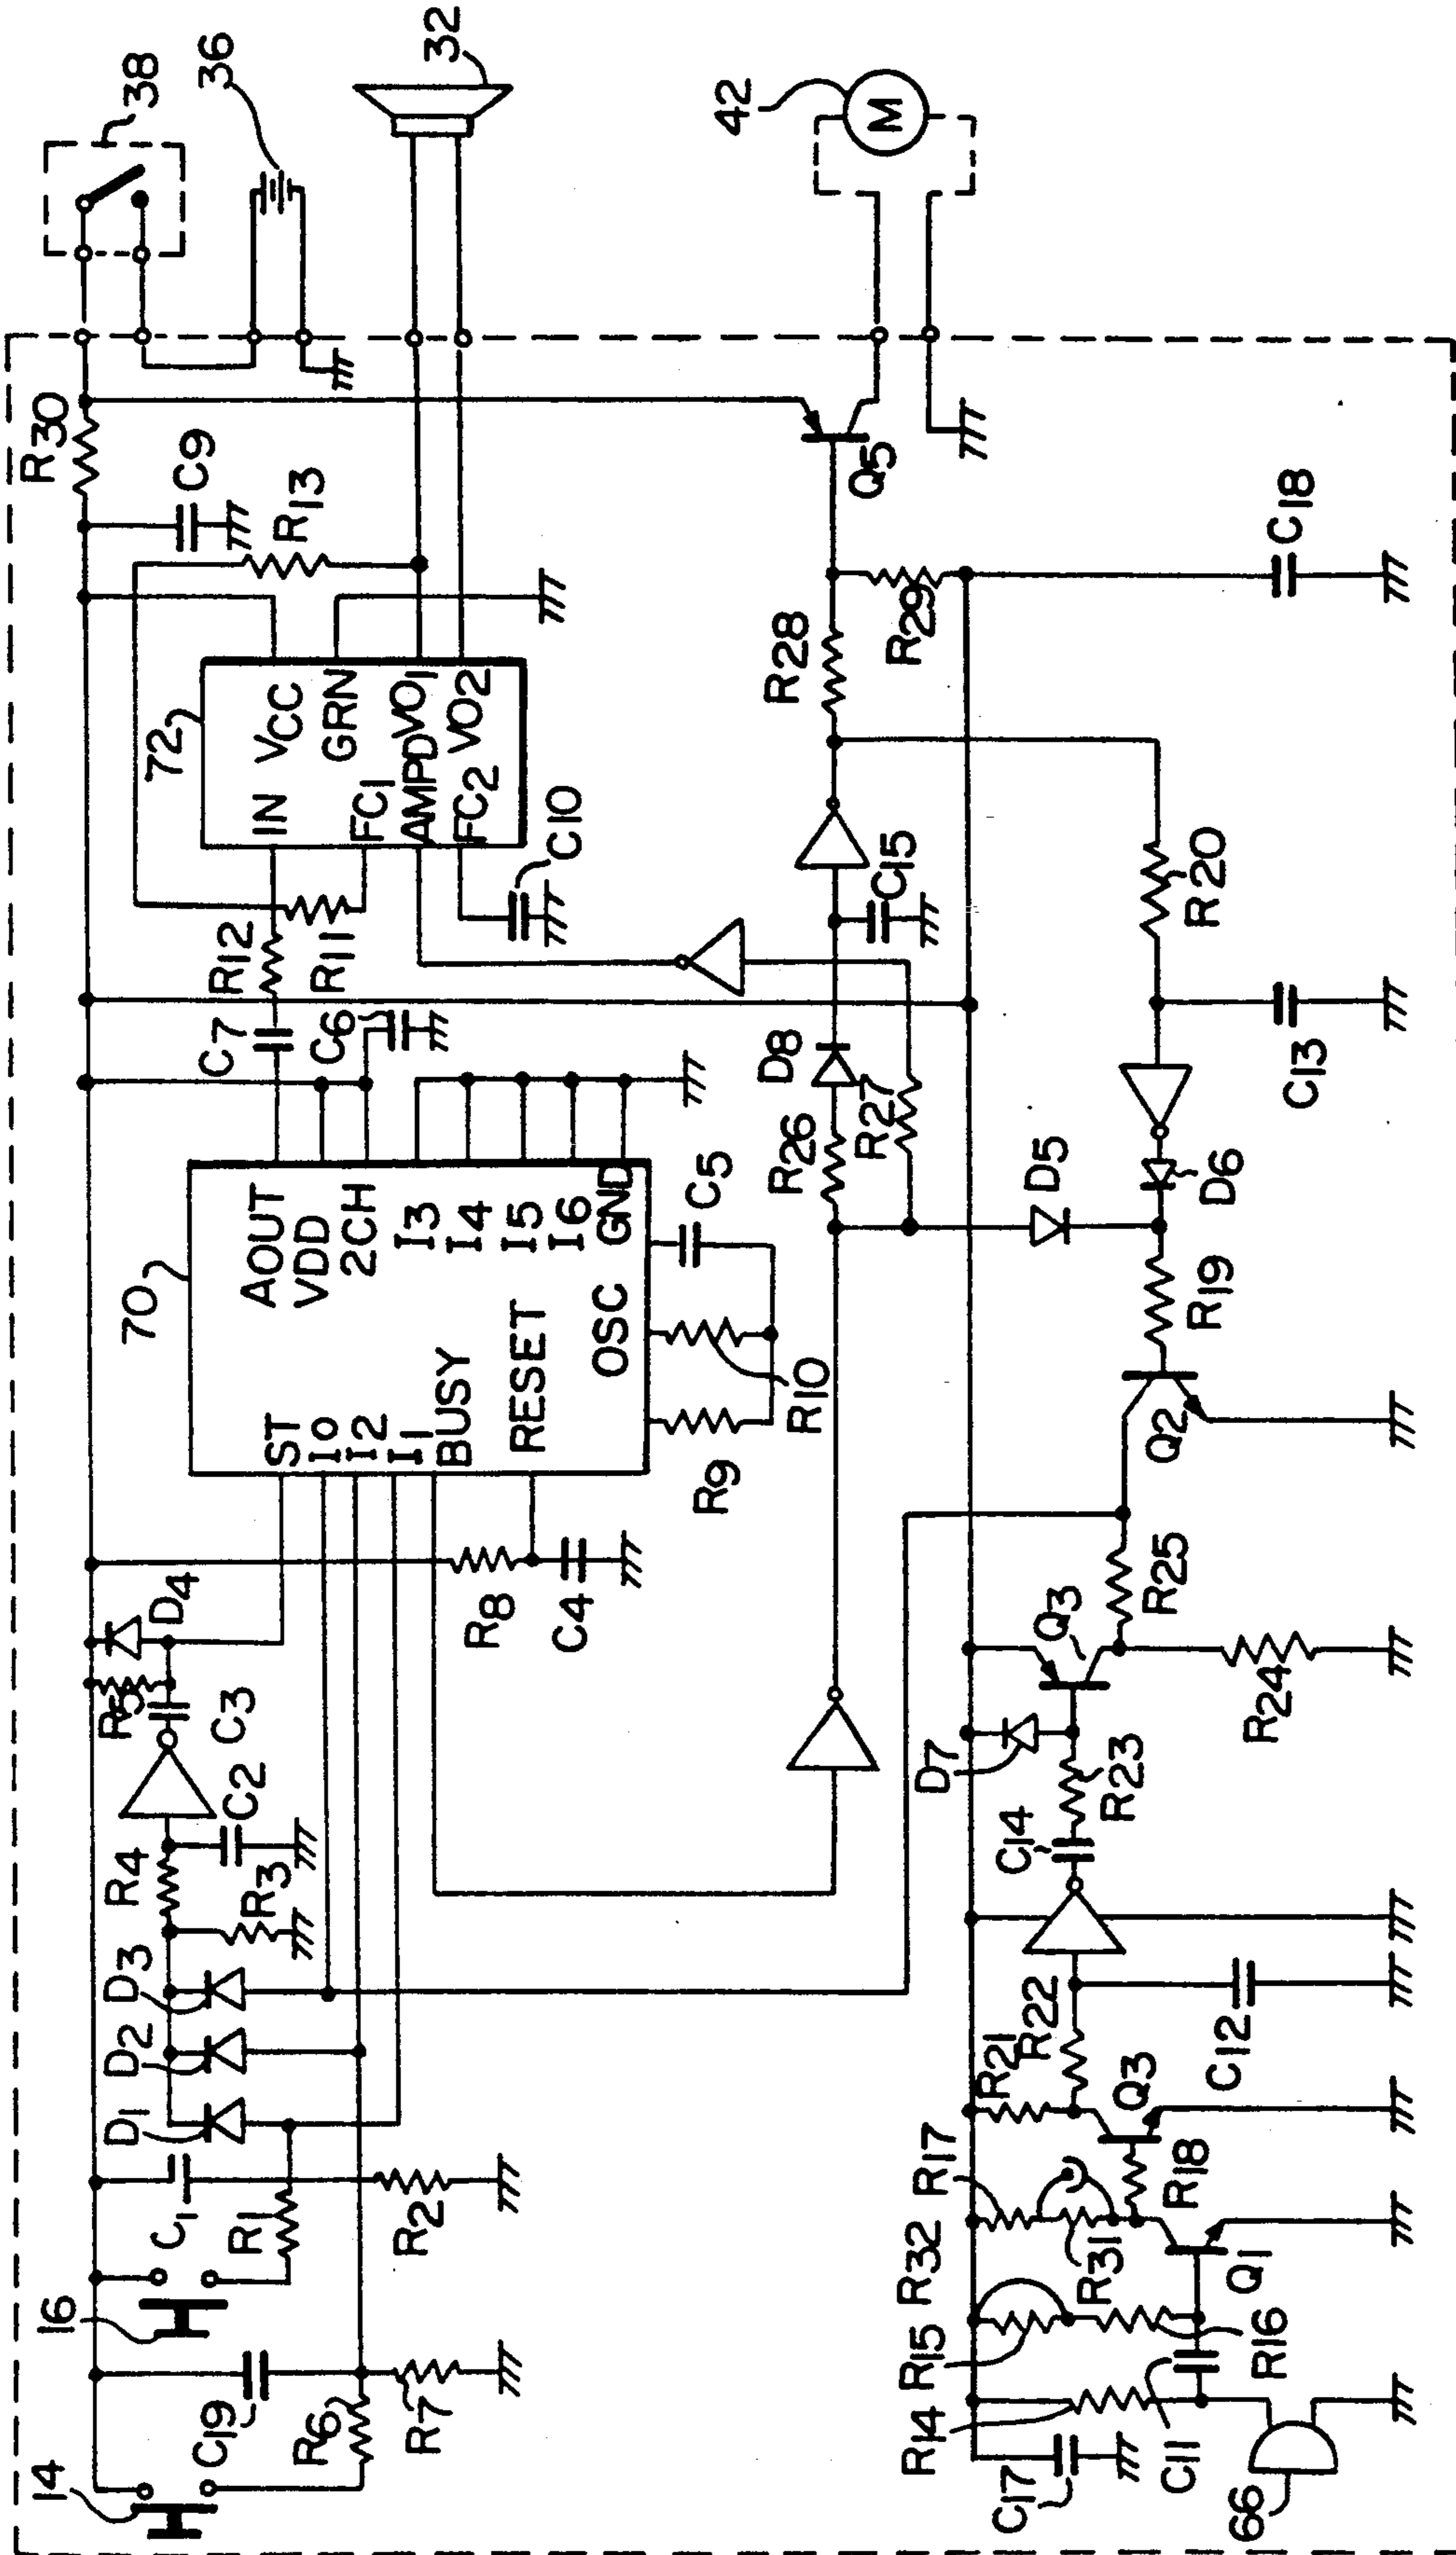 38
36
32
42
M
R30
C9
R13
Q5
C18
72
IN
VCC
GRN
FC1
AMPD
VO1
FC2
VO2
C10
R28
R29
R12
R11
C7
C6
C15
R20
D8
R26
R27
C13
D5
D6
70
AOUT
VDD
2CH
I3
I4
I5
I6
GND
OSC
RESET
BUSY
ST
I0
I2
I1
C5
R10
R9
R19
Q2
D4
R5
C3
R8
C4
C2
R4
R3
D3
D2
D1
R25
Q3
R24
D7
R23
C14
R22
R21
C12
Q3
R18
R17
R32
R31
Q1
R15
R16
R14
C11
C17
66
C1
R1
R2
16
C19
R6
R7
14